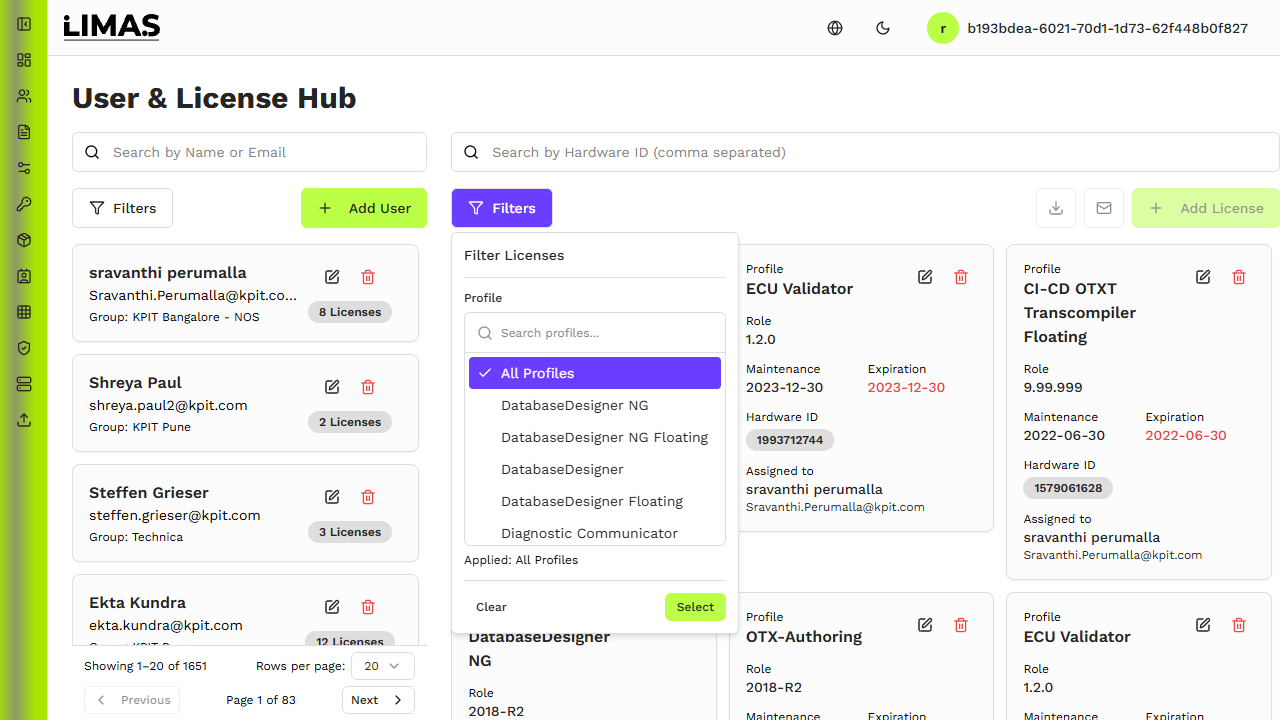 LIMAS
r
b193bdea-6021-70d1-1d73-62f448b0f827
User & License Hub
Search by Name or Email
Filters
Add User
sravanthi perumalla
Sravanthi.Perumalla@kpit.co...
Group: KPIT Bangalore - NOS
8 Licenses
Shreya Paul
shreya.paul2@kpit.com
Group: KPIT Pune
2 Licenses
Steffen Grieser
steffen.grieser@kpit.com
Group: Technica
3 Licenses
Ekta Kundra
ekta.kundra@kpit.com
12 Licenses
Showing 1–20 of 1651
Rows per page:
20
Previous
Page 1 of 83
Next
Search by Hardware ID (comma separated)
Filters
Add License
Filter Licenses
Profile
Search profiles...
All Profiles
DatabaseDesigner NG
DatabaseDesigner NG Floating
DatabaseDesigner
DatabaseDesigner Floating
Diagnostic Communicator
Applied: All Profiles
Clear
Select
Profile
ECU Validator
Role
1.2.0
Maintenance
2023-12-30
Expiration
2023-12-30
Hardware ID
1993712744
Assigned to
sravanthi perumalla
Sravanthi.Perumalla@kpit.com
Profile
CI-CD OTXT
Transcompiler
Floating
Role
9.99.999
Maintenance
2022-06-30
Expiration
2022-06-30
Hardware ID
1579061628
Assigned to
sravanthi perumalla
Sravanthi.Perumalla@kpit.com
DatabaseDesigner
NG
Role
2018-R2
Profile
OTX-Authoring
Role
2018-R2
Maintenance
Expiration
Profile
ECU Validator
Role
1.2.0
Maintenance
Expiration